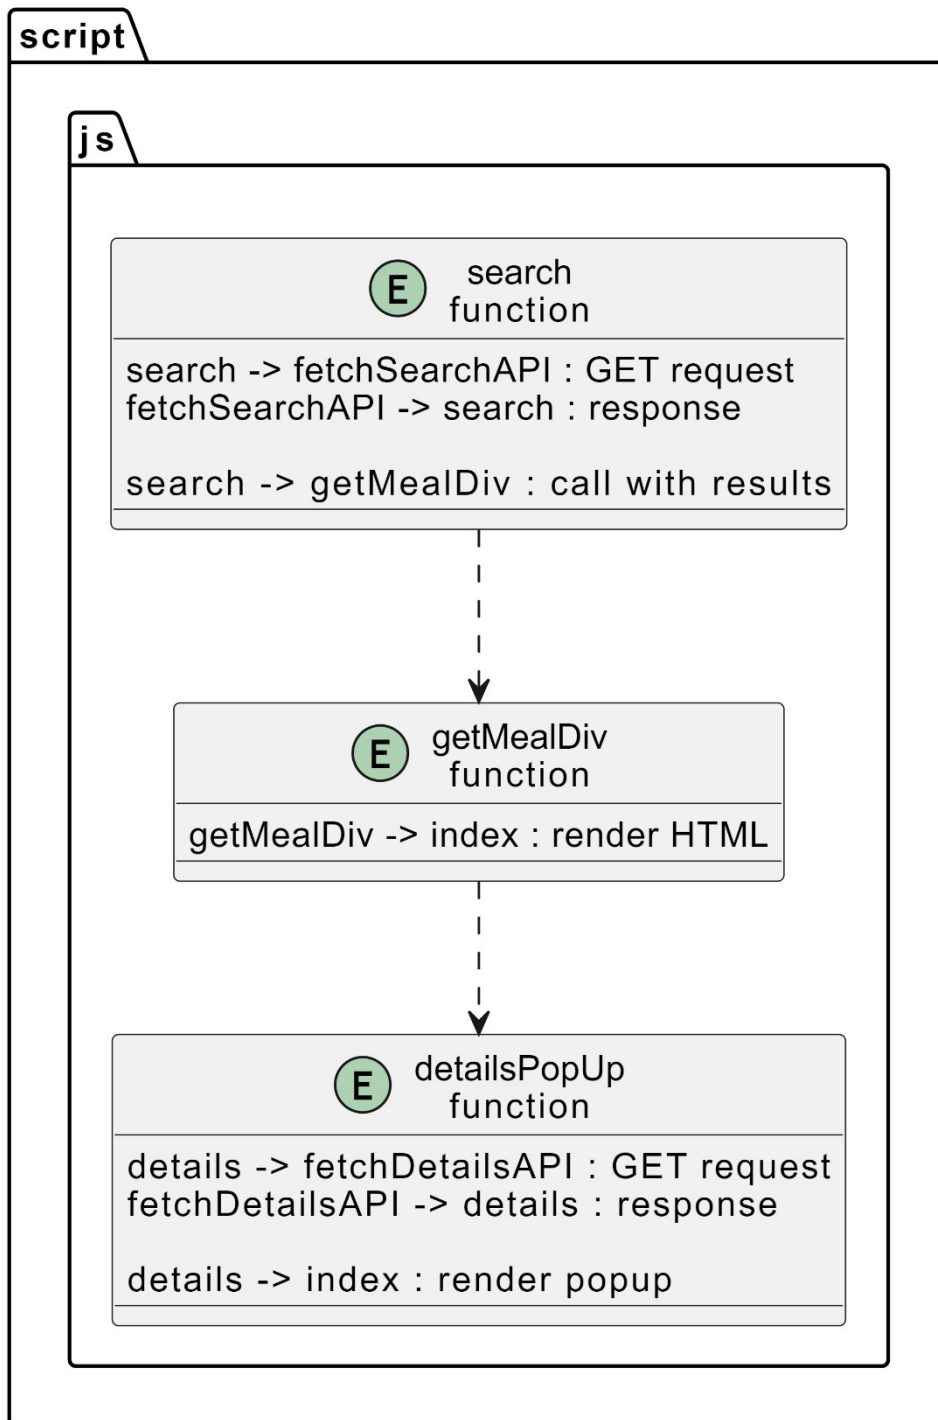 script
js
E
search
function
search -> fetchSearchAPI : GET request
fetchSearchAPI -> search : response
search -> getMealDiv : call with results
E
getMealDiv
function
getMealDiv -> index : render HTML
E
detailsPopUp
function
details -> fetchDetailsAPI : GET request
fetchDetailsAPI -> details : response
details -> index : render popup